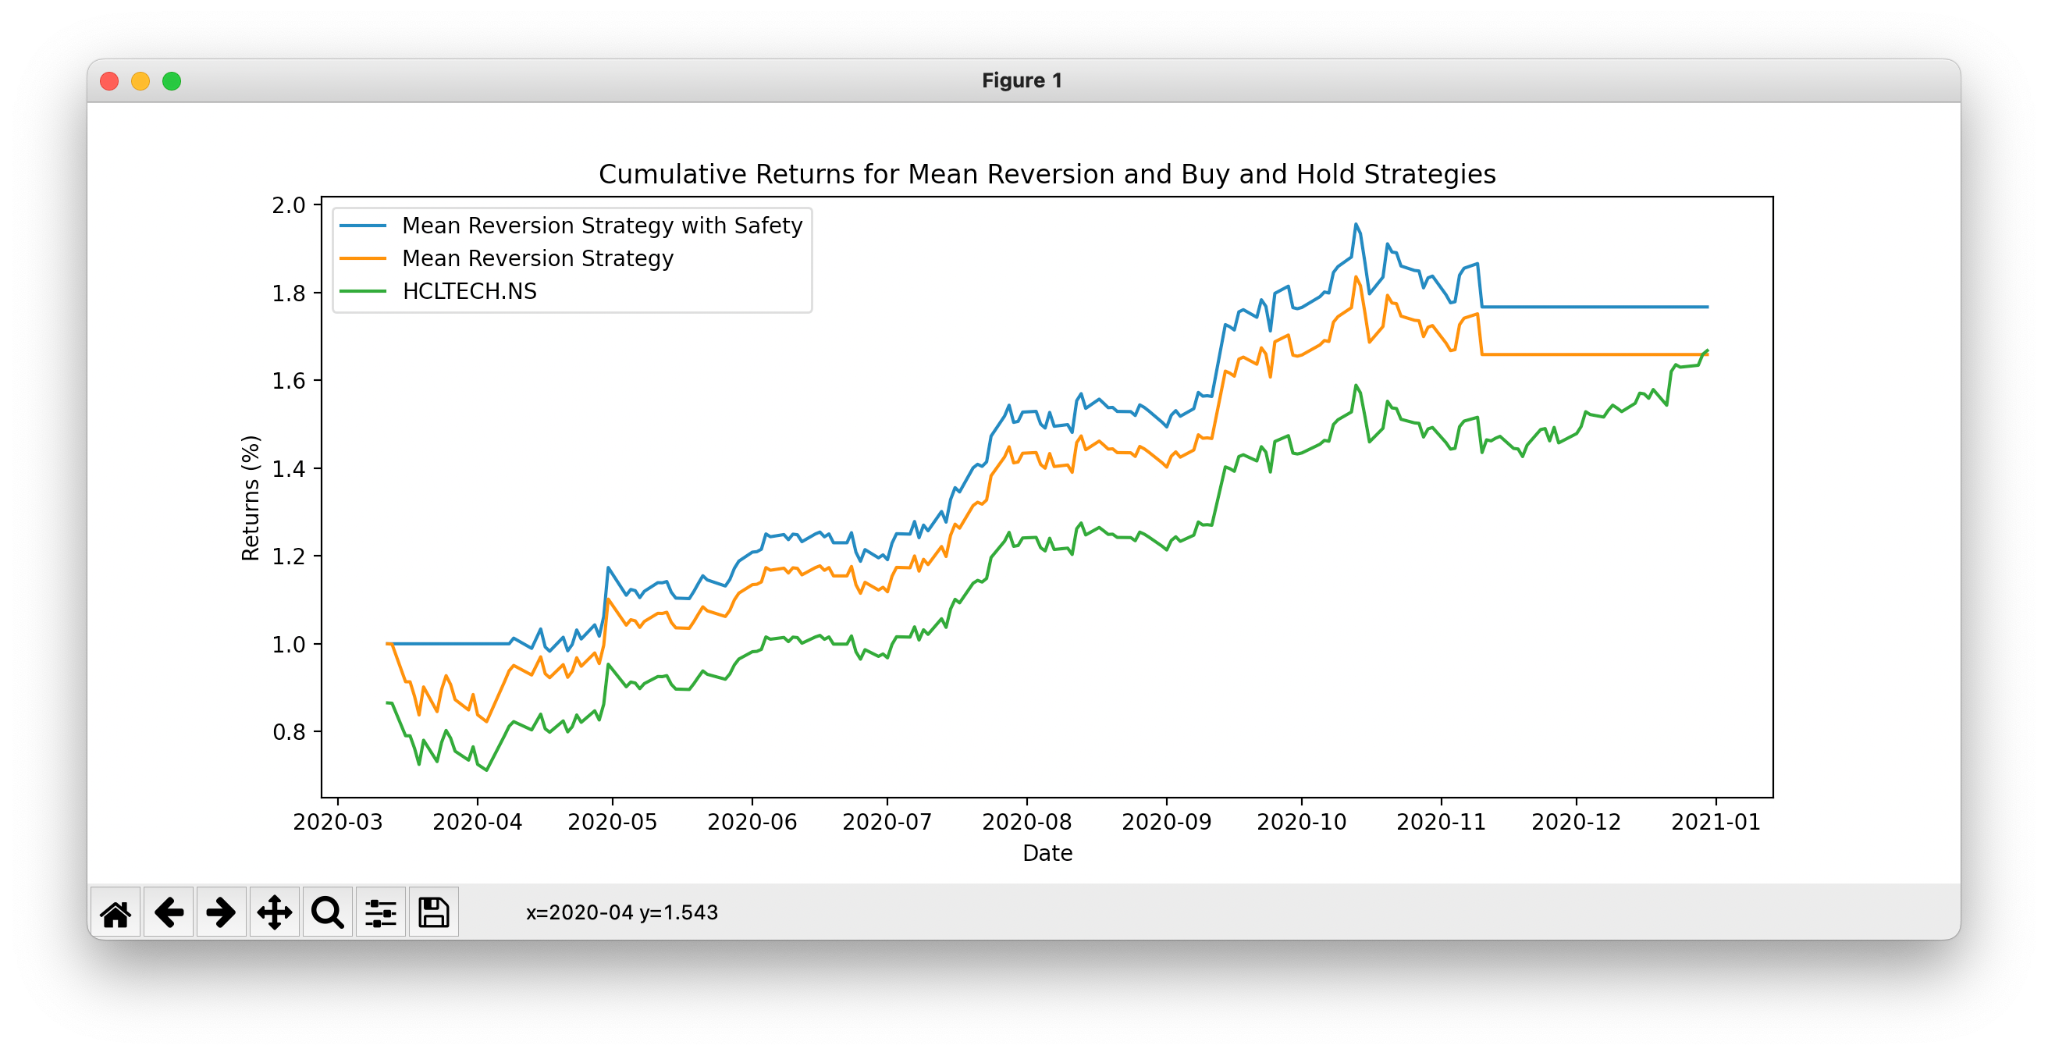 Figure 1
Cumulative Returns for Mean Reversion and Buy and Hold Strategies
Mean Reversion Strategy with Safety
Mean Reversion Strategy
HCLTECH.NS
Returns (%)
2.0
1.8
1.6
1.4
1.2
1.0
0.8
2020-03 2020-04 2020-05 2020-06 2020-07 2020-08 2020-09 2020-10 2020-11 2020-12 2021-01
Date
x=2020-04 y=1.543